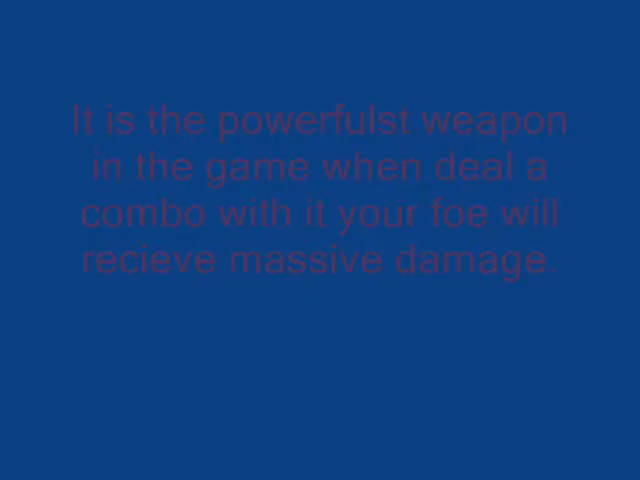 It is the powerfulst weapon
in the game when deal a
combo with it your foe will
recieve massive damage.